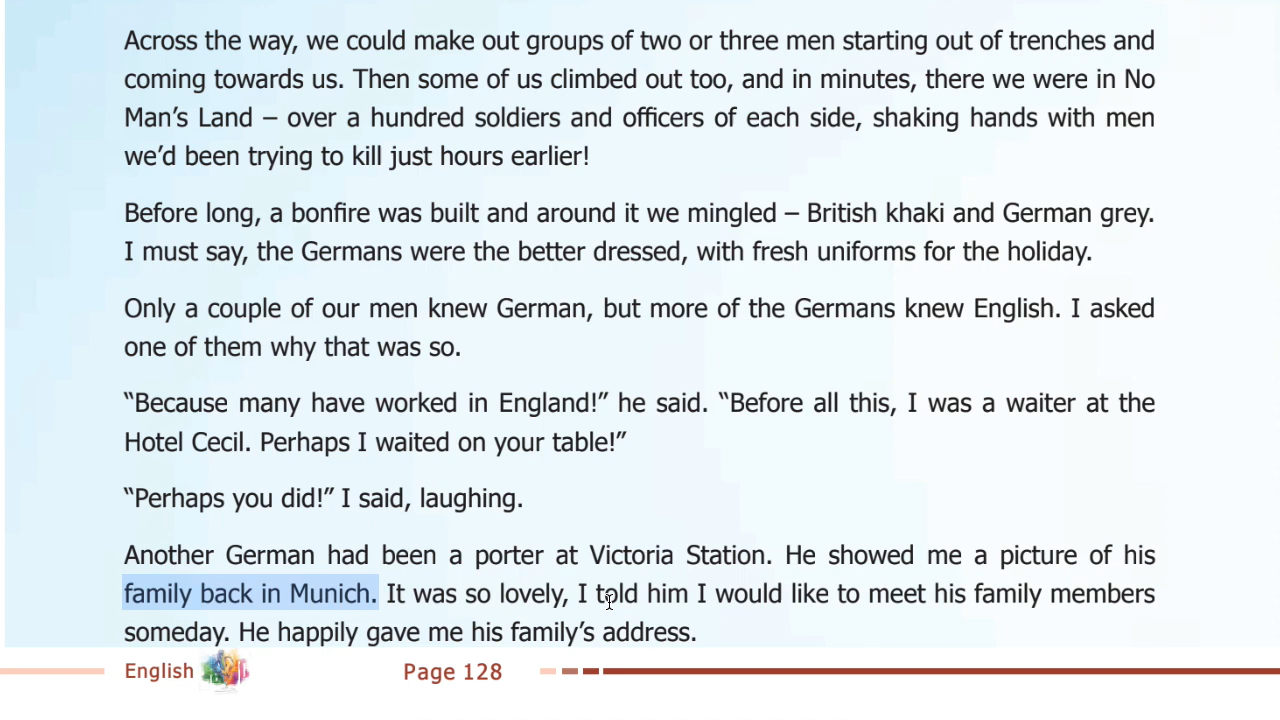 Across the way, we could make out groups of two or three men starting out of trenches and
coming towards us. Then some of us climbed out too, and in minutes, there we were in No
Man’s Land – over a hundred soldiers and officers of each side, shaking hands with men
we’d been trying to kill just hours earlier!
Before long, a bonfire was built and around it we mingled – British khaki and German grey.
I must say, the Germans were the better dressed, with fresh uniforms for the holiday.
Only a couple of our men knew German, but more of the Germans knew English. I asked
one of them why that was so.
“Because many have worked in England!” he said. “Before all this, I was a waiter at the
Hotel Cecil. Perhaps I waited on your table!”
“Perhaps you did!” I said, laughing.
Another German had been a porter at Victoria Station. He showed me a picture of his
family back in Munich. It was so lovely, I told him I would like to meet his family members
someday. He happily gave me his family’s address.
English Page 128